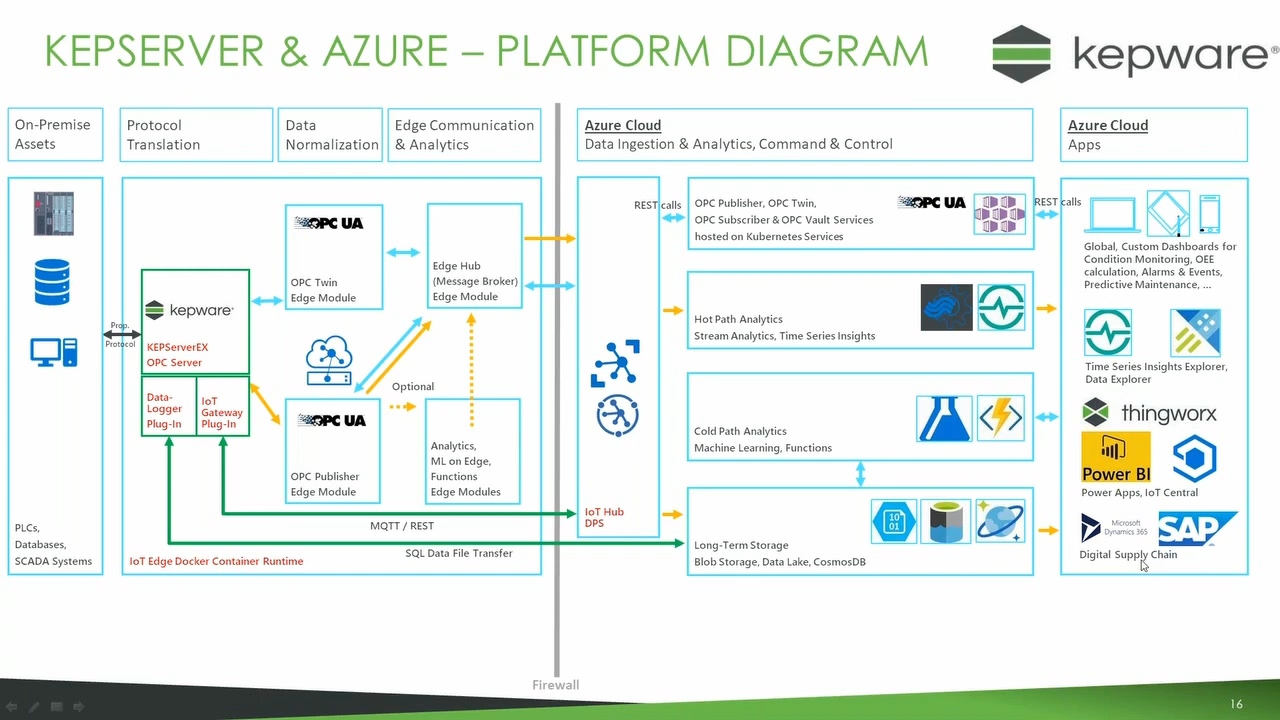 KEPSERVER & AZURE – PLATFORM DIAGRAM
kepware®
On-Premise
Assets
Protocol
Translation
Data
Normalization
Edge Communication
& Analytics
Azure Cloud
Data Ingestion & Analytics, Command & Control
Azure Cloud
Apps
PLCs,
Databases,
SCADA Systems
Prop.
Protocol
kepware®
KEPServerEX
OPC Server
Data-
Logger
Plug-In
IoT
Gateway
Plug-In
OPC UA
OPC Twin
Edge Module
Edge Hub
(Message Broker)
Edge Module
Optional
OPC UA
OPC Publisher
Edge Module
Analytics,
ML on Edge,
Functions
Edge Modules
MQTT / REST
SQL Data File Transfer
IoT Edge Docker Container Runtime
Firewall
IoT Hub
DPS
REST calls
OPC Publisher, OPC Twin,
OPC Subscriber & OPC Vault Services
hosted on Kubernetes Services
OPC UA
REST calls
Hot Path Analytics
Stream Analytics, Time Series Insights
Cold Path Analytics
Machine Learning, Functions
10
01
Long-Term Storage
Blob Storage, Data Lake, CosmosDB
Global, Custom Dashboards for
Condition Monitoring, OEE
calculation, Alarms & Events,
Predictive Maintenance, ...
Time Series Insights Explorer,
Data Explorer
thingworx
Power BI
Power Apps, IoT Central
Microsoft
Dynamics 365
SAP
Digital Supply Chain
16